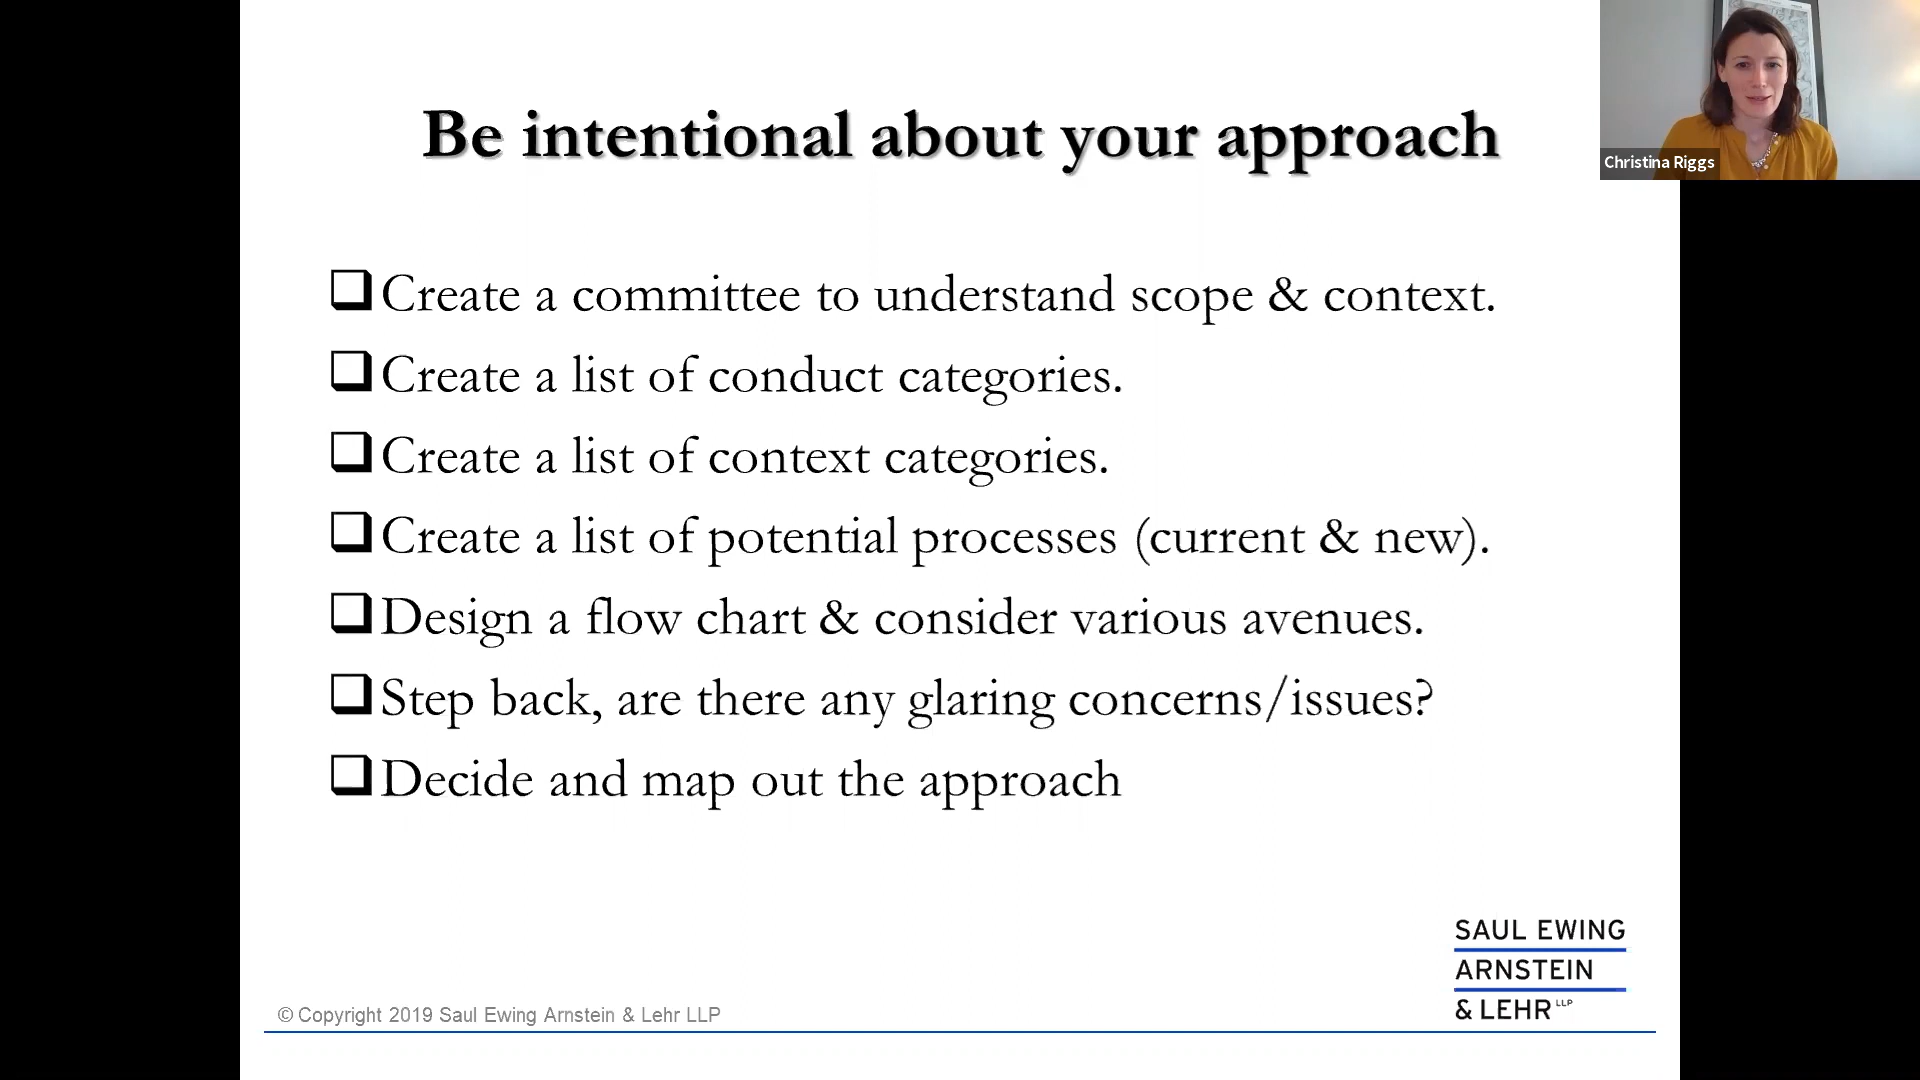 Be intentional about your approach
Christina Riggs
Create a committee to understand scope & context.
Create a list of conduct categories.
Create a list of context categories.
Create a list of potential processes (current & new).
Design a flow chart & consider various avenues.
Step back, are there any glaring concerns/issues?
Decide and map out the approach
SAUL EWING
ARNSTEIN
& LEHR LLP
© Copyright 2019 Saul Ewing Arnstein & Lehr LLP